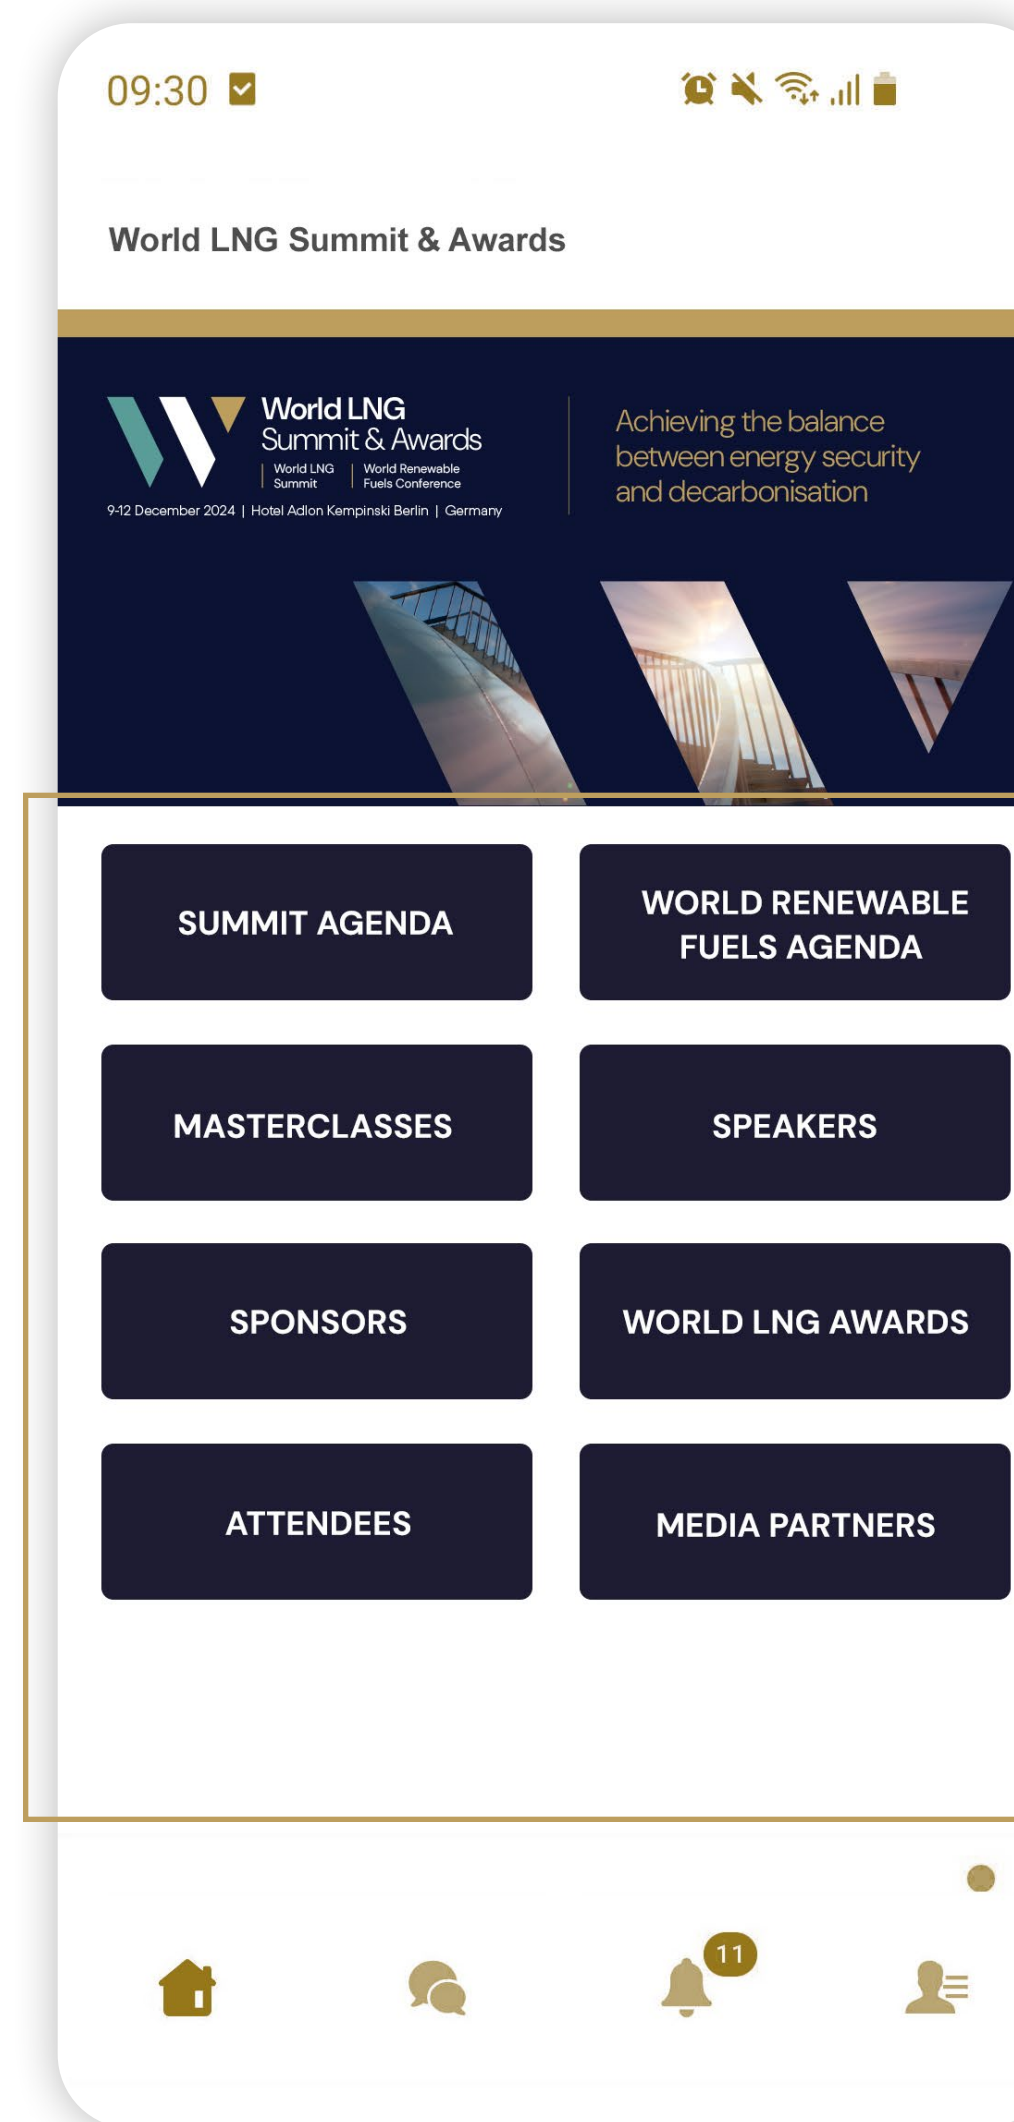 09:30
World LNG Summit & Awards
World LNG
Summit & Awards
World LNG
Summit
World Renewable
Fuels Conference
9-12 December 2024 | Hotel Adlon Kempinski Berlin | Germany
Achieving the balance
between energy security
and decarbonisation
SUMMIT AGENDA
WORLD RENEWABLE
FUELS AGENDA
MASTERCLASSES
SPEAKERS
SPONSORS
WORLD LNG AWARDS
ATTENDEES
MEDIA PARTNERS
11